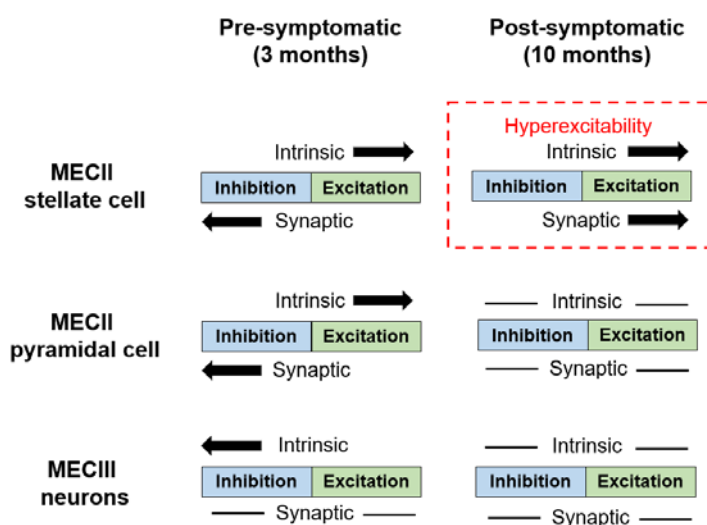 Pre-symptomatic
(3 months)
Post-symptomatic
(10 months)
MECII
stellate cell
Intrinsic
Inhibition Excitation
Synaptic
Hyperexcitability
Intrinsic
Inhibition Excitation
Synaptic
MECII
pyramidal cell
Intrinsic
Inhibition Excitation
Synaptic
Intrinsic
Inhibition Excitation
Synaptic
MECIII
neurons
Intrinsic
Inhibition Excitation
Synaptic
Intrinsic
Inhibition Excitation
Synaptic